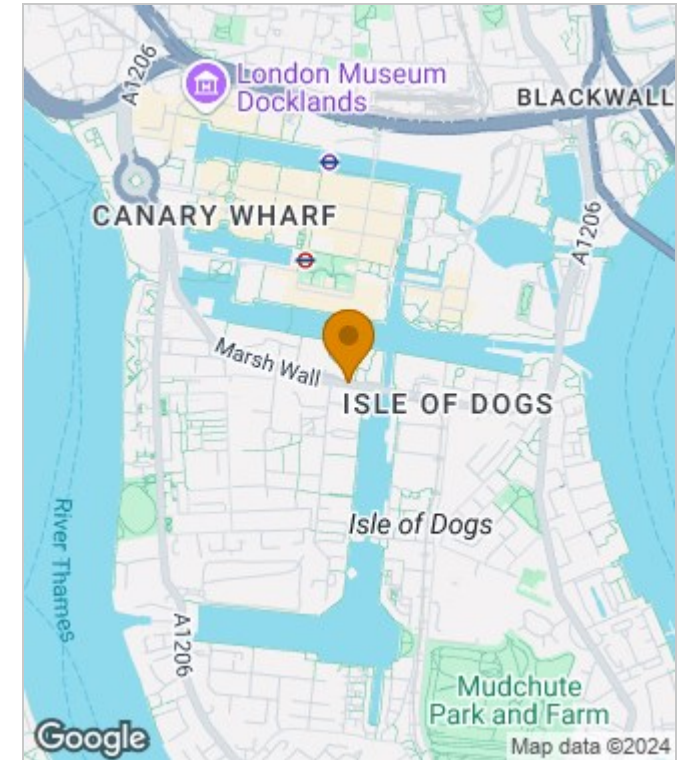 A1206
London Museum
Docklands
BLACKWALL
CANARY WHARF
A1206
Marsh Wall
ISLE OF DOGS
Isle of Dogs
River Thames
A1206
Mudchute
Park and Farm
Google
Map data ©2024